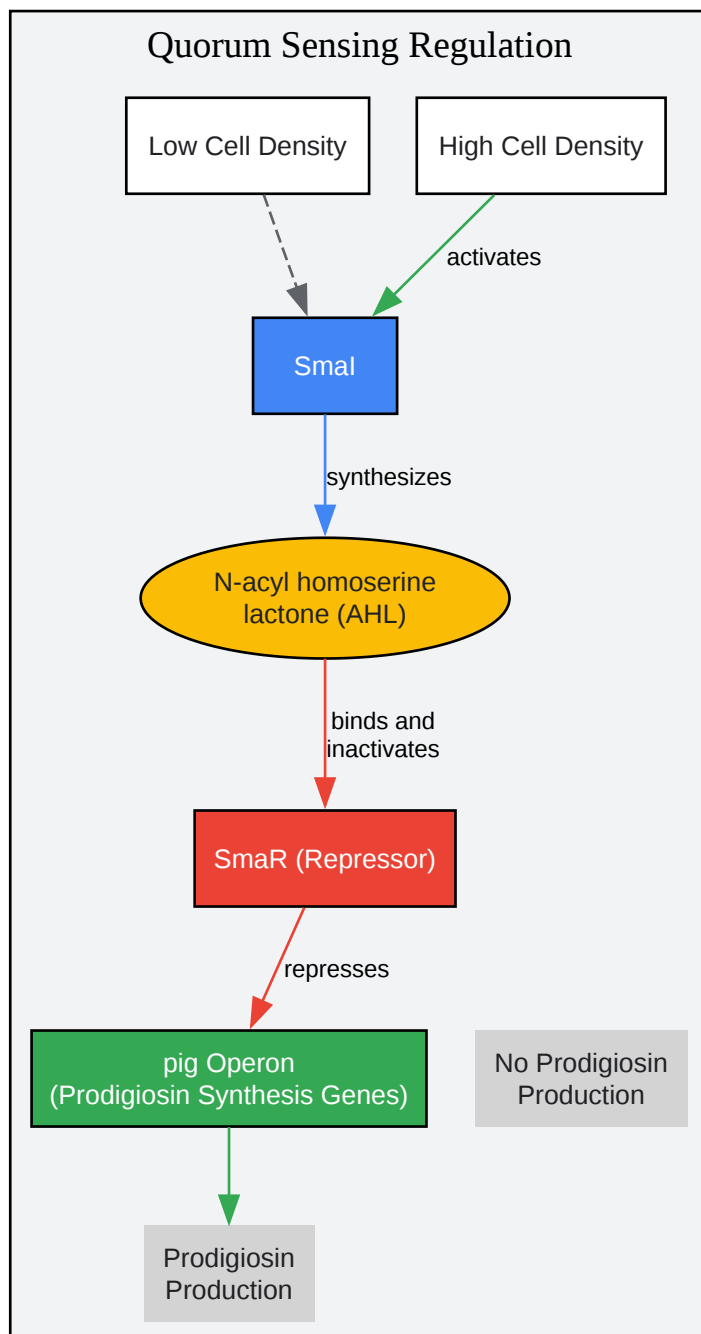 Quorum Sensing Regulation
Low Cell Density
High Cell Density
activates
SmaI
synthesizes
N-acyl homoserine
lactone (AHL)
binds and
inactivates
SmaR (Repressor)
represses
pig Operon
(Prodigiosin Synthesis Genes)
No Prodigiosin
Production
Prodigiosin
Production